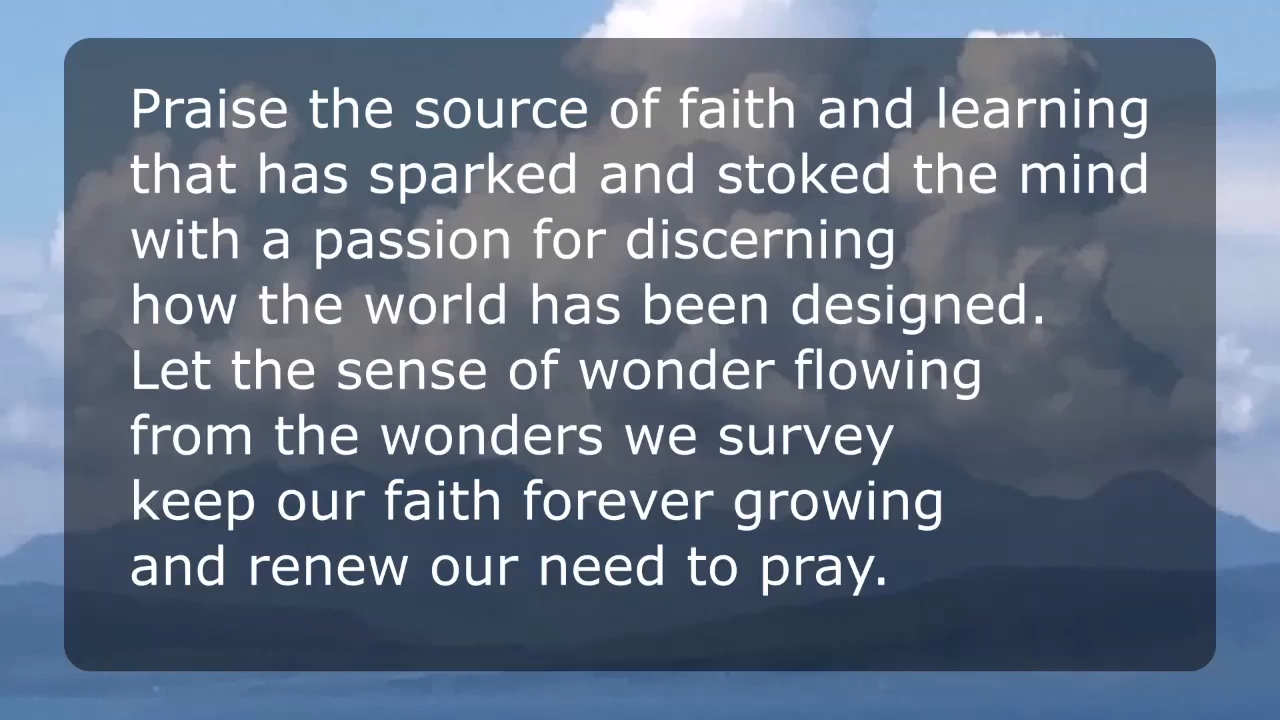 Praise the source of faith and learning
that has sparked and stoked the mind
with a passion for discerning
how the world has been designed.
Let the sense of wonder flowing
from the wonders we survey
keep our faith forever growing
and renew our need to pray.